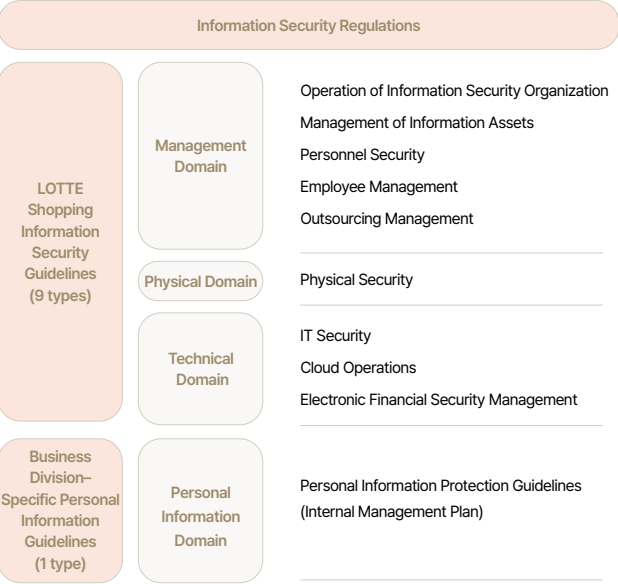 Information Security Regulations
LOTTE
Shopping
Information
Security
Guidelines
(9 types)
Management
Domain
Operation of Information Security Organization
Management of Information Assets
Personnel Security
Employee Management
Outsourcing Management
Physical Domain
Physical Security
Technical
Domain
IT Security
Cloud Operations
Electronic Financial Security Management
Business
Division–
Specific Personal
Information
Guidelines
(1 type)
Personal
Information
Domain
Personal Information Protection Guidelines
(Internal Management Plan)